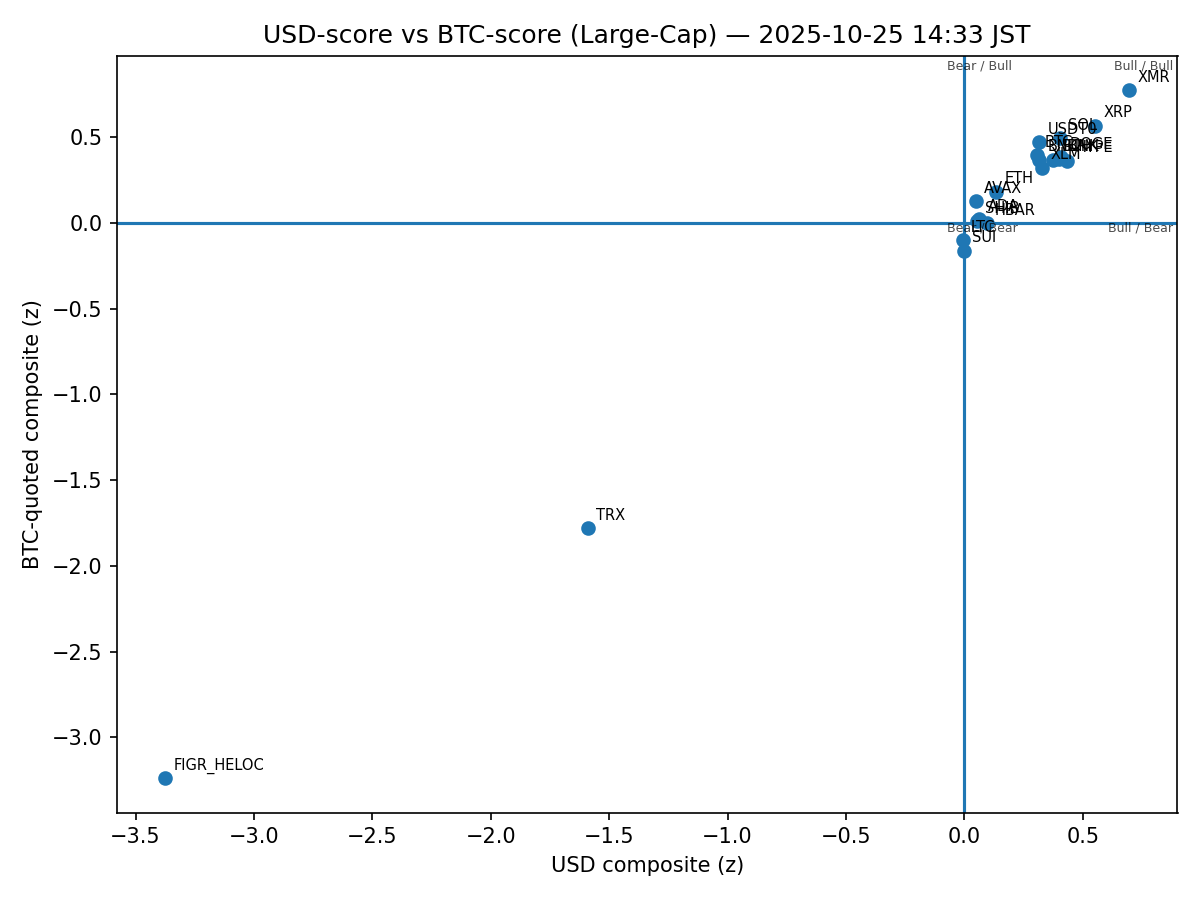 USD-score vs BTC-score (Large-Cap) — 2025-10-25 14:33 JST
Bear / Bull
Bull / Bull
XMR
XRP
SOL
USDT0
XLM
ETH
AVAX
ADA
HBAR
Bear / Bear
Bull / Bear
LTC
SUI
TRX
FIGR_HELOC
0.5
0.0
−0.5
−1.0
−1.5
−2.0
−2.5
−3.0
BTC-quoted composite (z)
−3.5
−3.0
−2.5
−2.0
−1.5
−1.0
−0.5
0.0
0.5
USD composite (z)